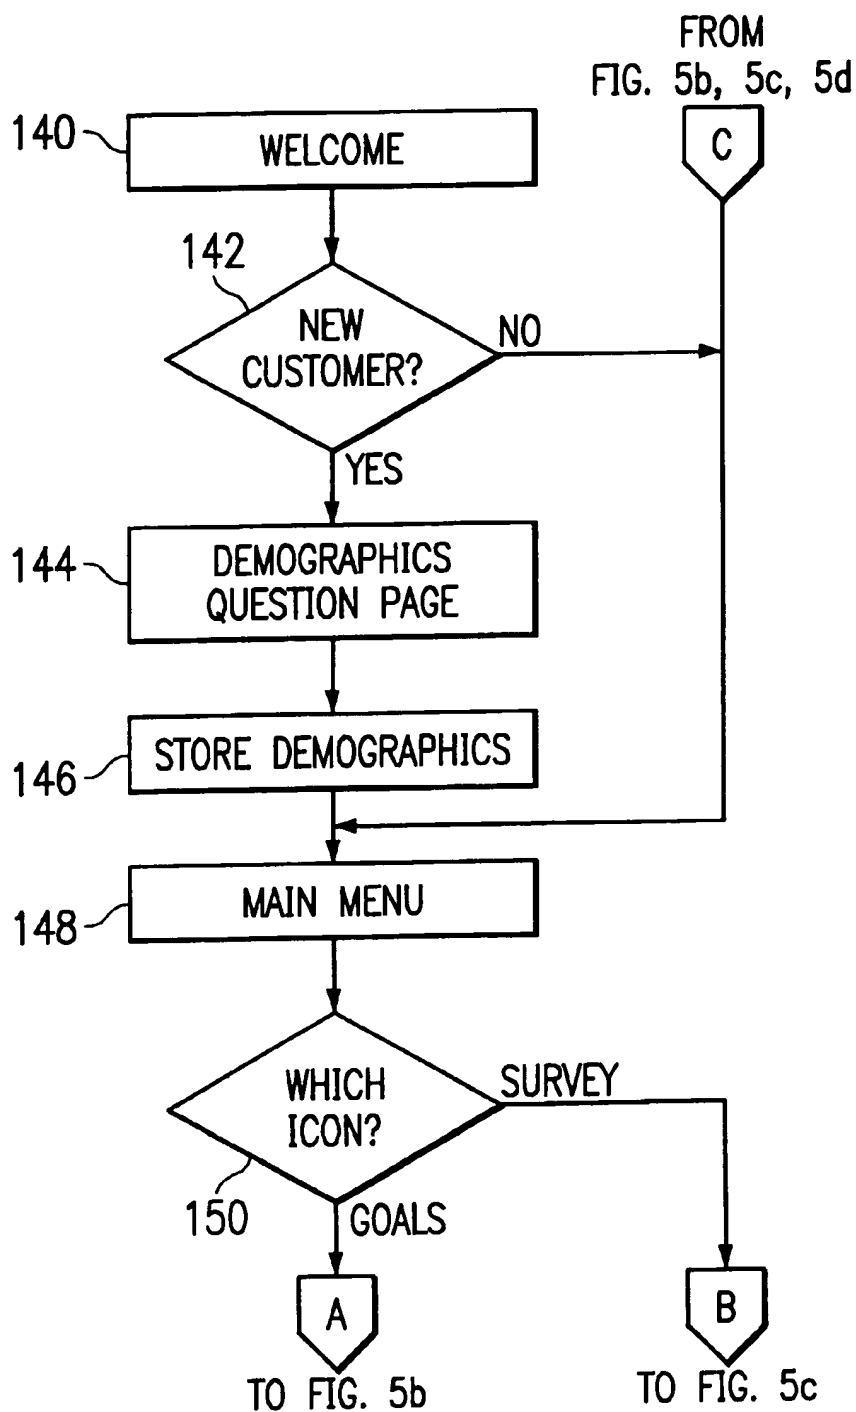 FROM
FIG. 5b, 5c, 5d
C
140
WELCOME
142
NEW
CUSTOMER?
NO
YES
144
DEMOGRAPHICS
QUESTION PAGE
146
STORE DEMOGRAPHICS
148
MAIN MENU
WHICH
ICON?
SURVEY
150
GOALS
A
TO FIG. 5b
B
TO FIG. 5c